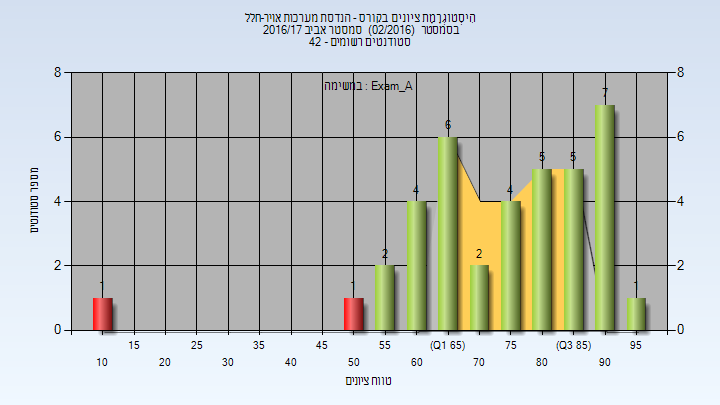 היסטוגרמת ציונים בקורס - הנדסת מערכות אויר-חלל
בסמסטר (02/2016) סמסטר אביב 2016/17
סטודנטים רשומים - 42
במשימה : Exam_A
מספר סטודנטים
8
6
4
2
0
8
6
4
2
0
1
1
2
4
6
2
4
5
5
7
1
15 25 35 45 55 (Q1 65) 75 (Q3 85) 95
10 20 30 40 50 60 70 80 90
טווח ציונים